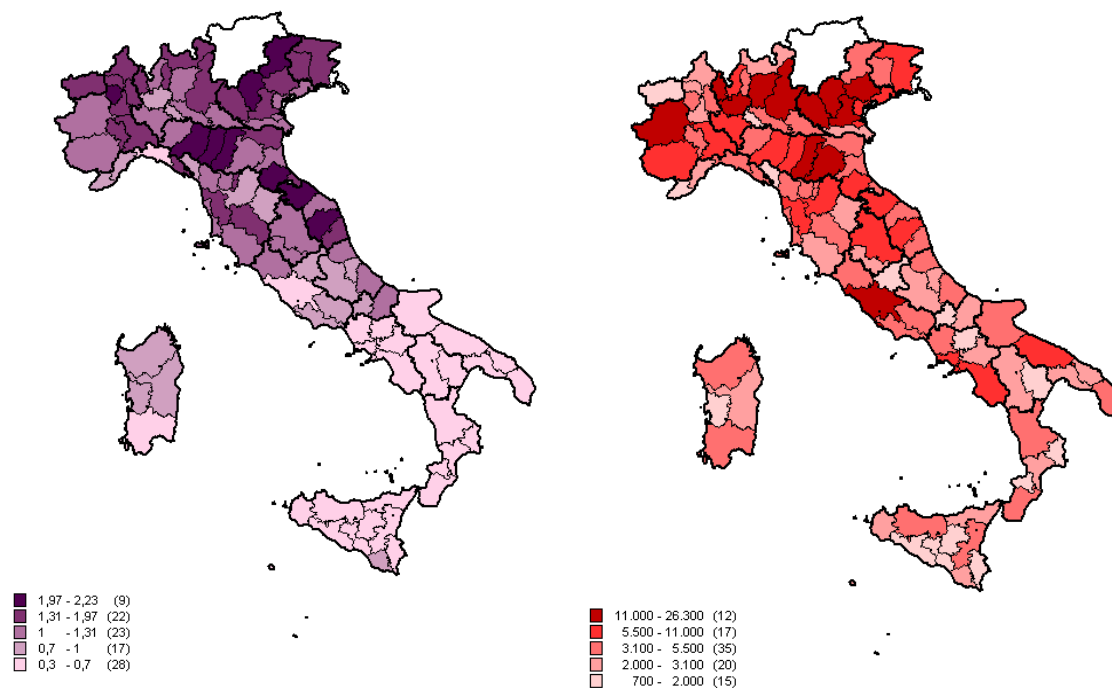 1,97 - 2,23 (9)
1,31 - 1,97 (22)
1 - 1,31 (23)
0,7 - 1 (17)
0,3 - 0,7 (28)
11.000 - 26.300 (12)
5.500 - 11.000 (17)
3.100 - 5.500 (35)
2.000 - 3.100 (20)
700 - 2.000 (15)